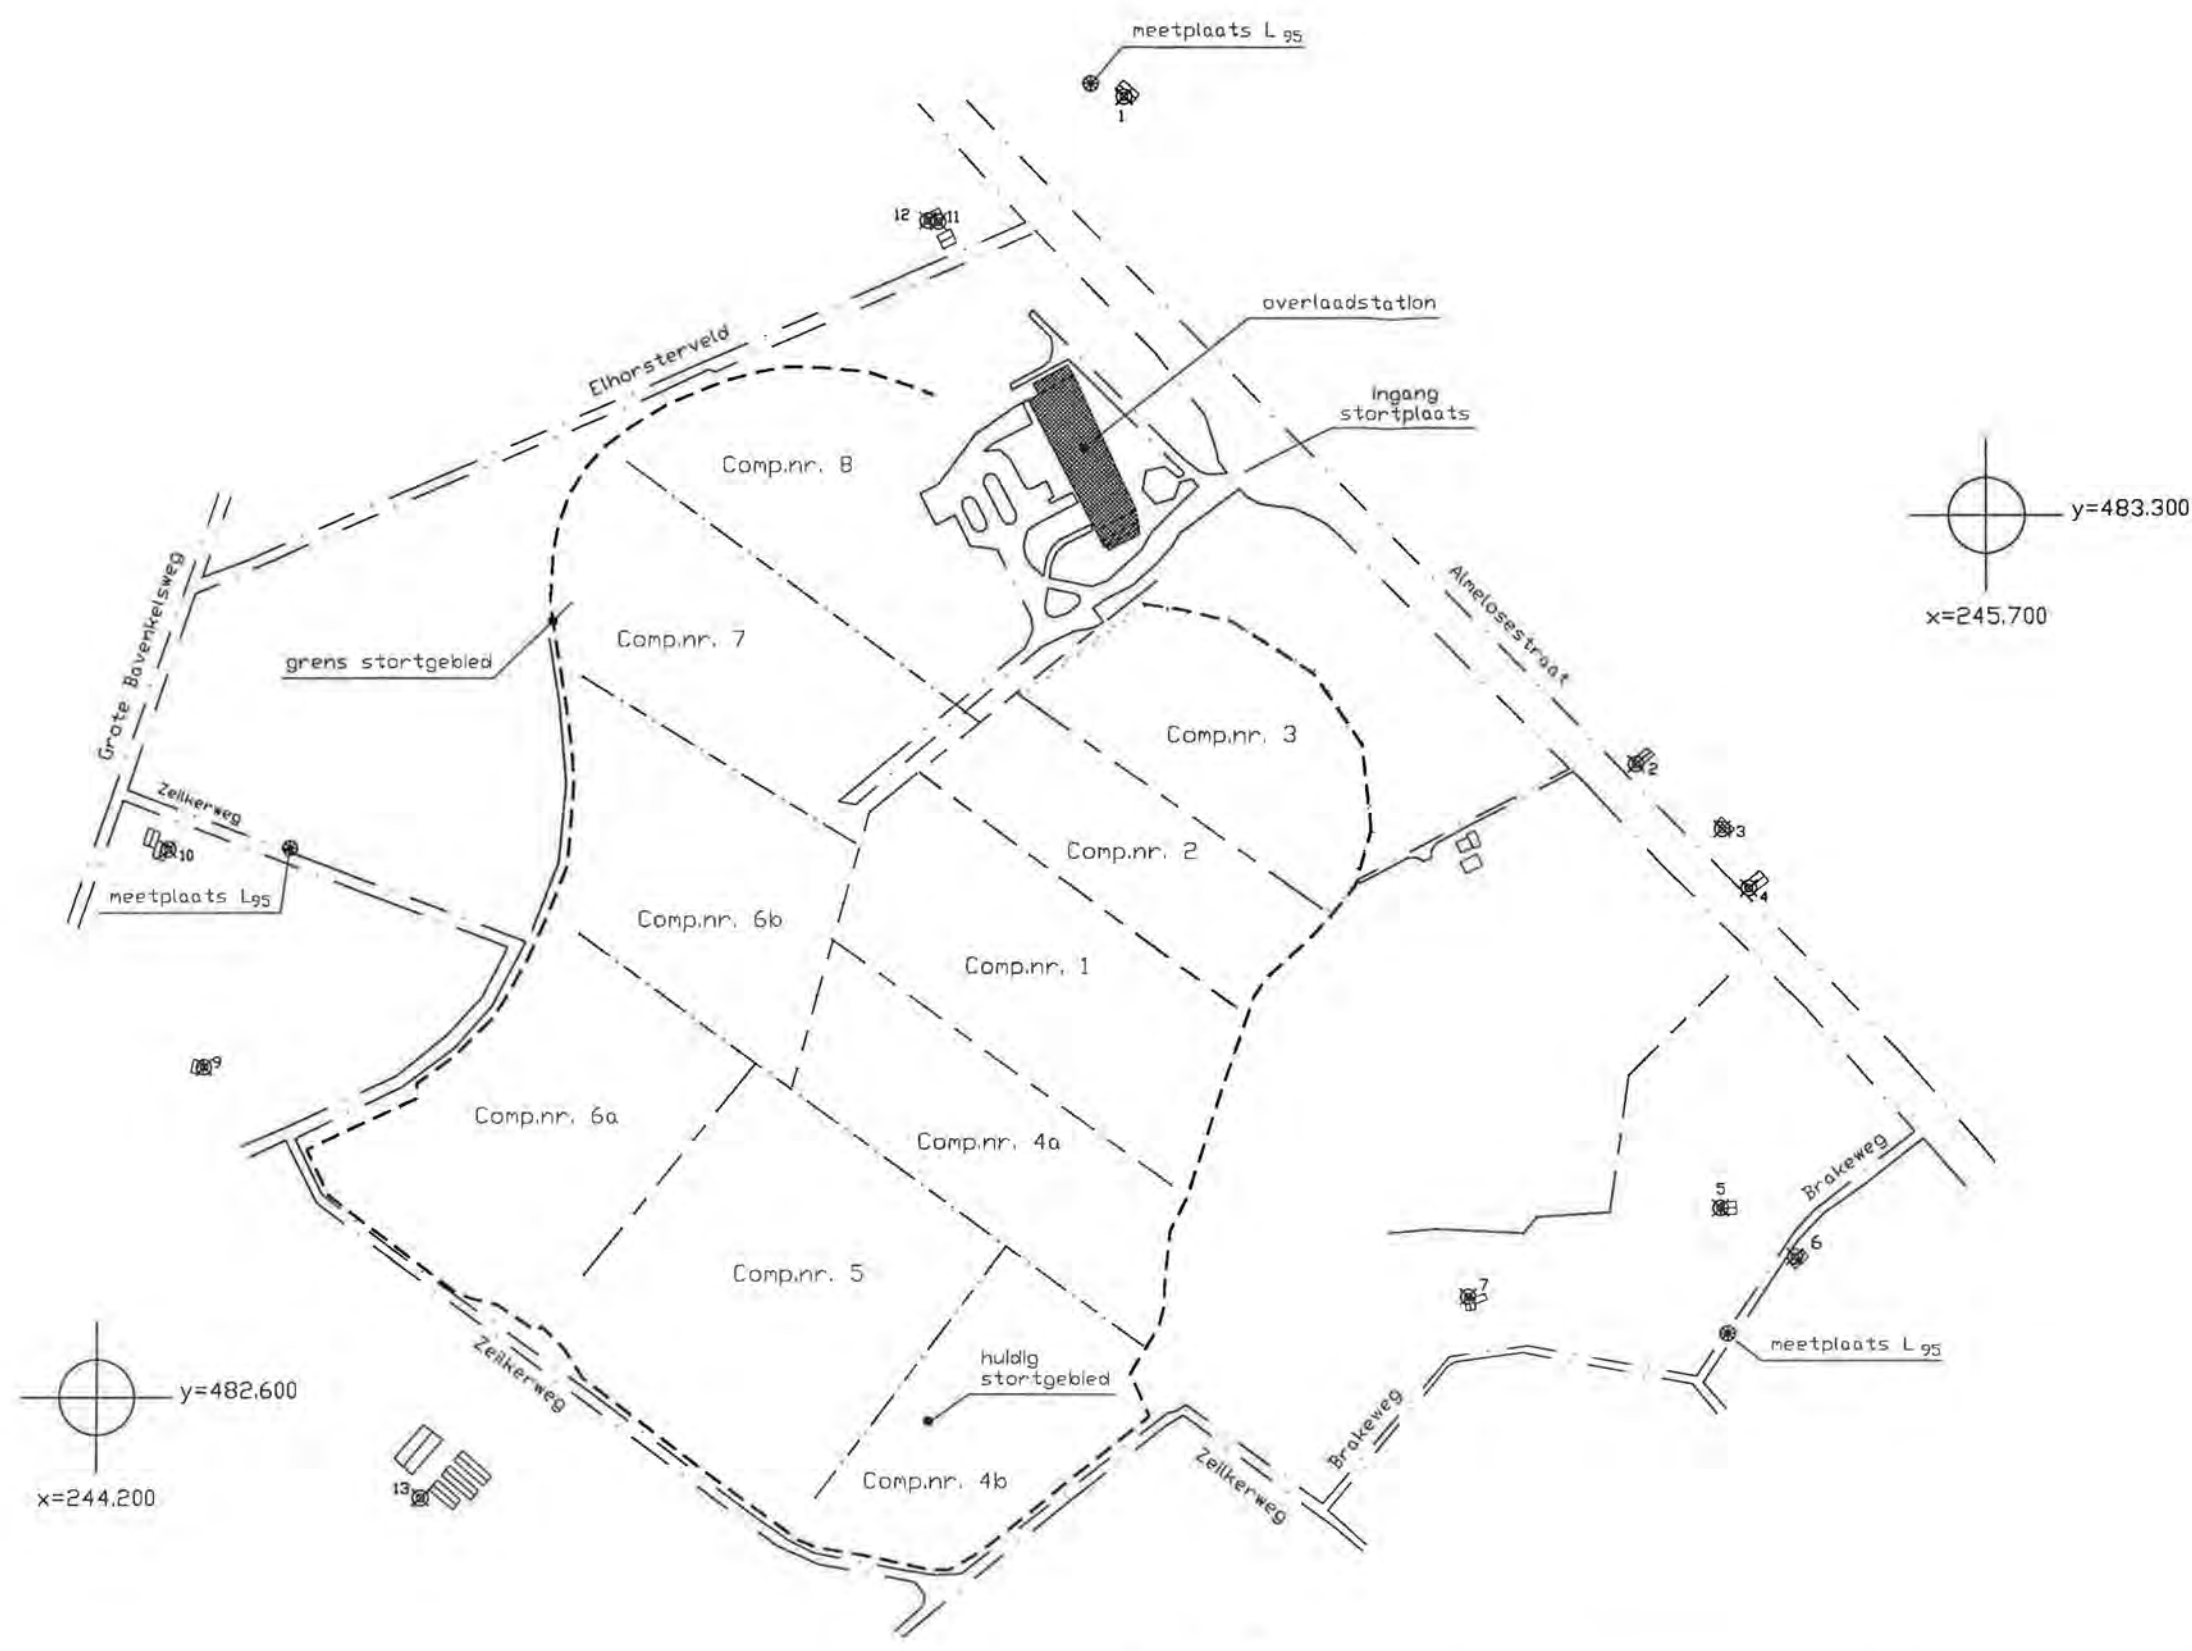 meetplaats L 95
1
12
11
overlaadstation
Elhorsterveld
Ingang
stortplaats
Comp.nr. 8
y=483.300
x=245.700
Almelosestraat
Grote Bavenkelsweg
Comp.nr. 7
grens stortgebied
Comp.nr. 3
2
Zeilkerweg
3
10
Comp.nr. 2
4
meetplaats L95
Comp.nr. 6b
Comp.nr. 1
9
Comp.nr. 6a
Comp.nr. 4a
Brakeweg
5
6
Comp.nr. 5
7
meetplaats L 95
Zeilkerweg
huidig
stortgebied
y=482.600
x=244.200
Brakeweg
13
Comp.nr. 4b
Zeilkerweg